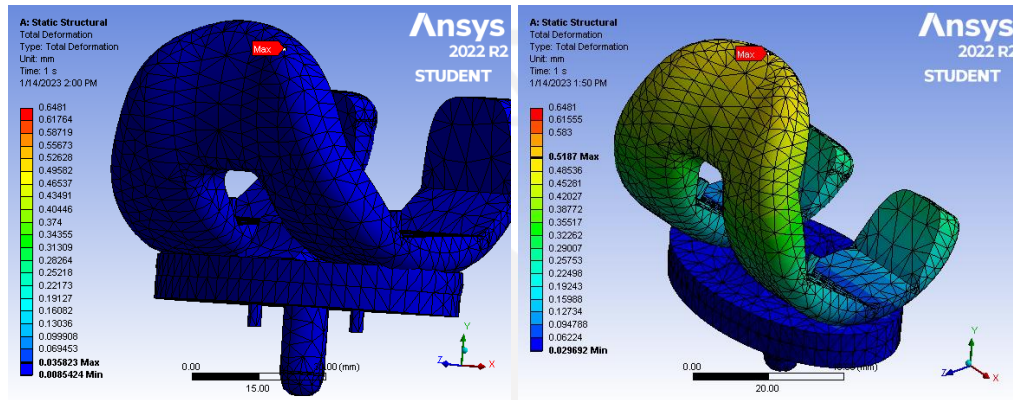 A: Static Structural
Total Deformation
Type: Total Deformation
Unit: mm
Time: 1 s
1/14/2023 2:00 PM
0.6481
0.61764
0.58719
0.55673
0.52628
0.49582
0.46537
0.43491
0.40446
0.374
0.34355
0.31309
0.28264
0.25218
0.22173
0.19127
0.16082
0.13036
0.099908
0.069453
0.035823 Max
0.0085424 Min
Max
Ansys
2022 R2
STUDENT
0.00
(mm)
15.00
Y
Z
X
A: Static Structural
Total Deformation
Type: Total Deformation
Unit: mm
Time: 1 s
1/14/2023 1:50 PM
0.6481
0.61555
0.583
0.5187 Max
0.48536
0.45281
0.42027
0.38772
0.35517
0.32262
0.29007
0.25753
0.22498
0.19243
0.15988
0.12734
0.094788
0.06224
0.029692 Min
Max
Ansys
2022 R2
STUDENT
0.00
(mm)
20.00
Y
Z
X